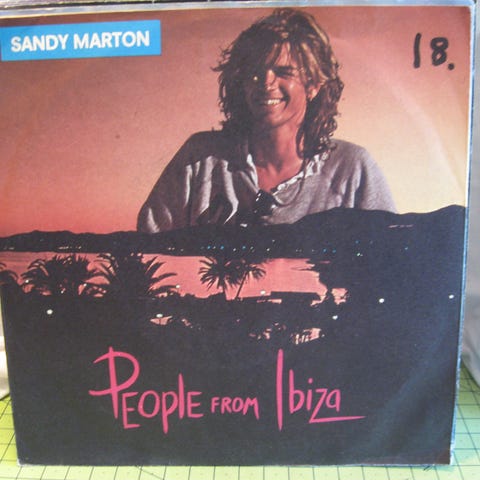 SANDY MARTON
18.
PEOPLE FROM Ibiza